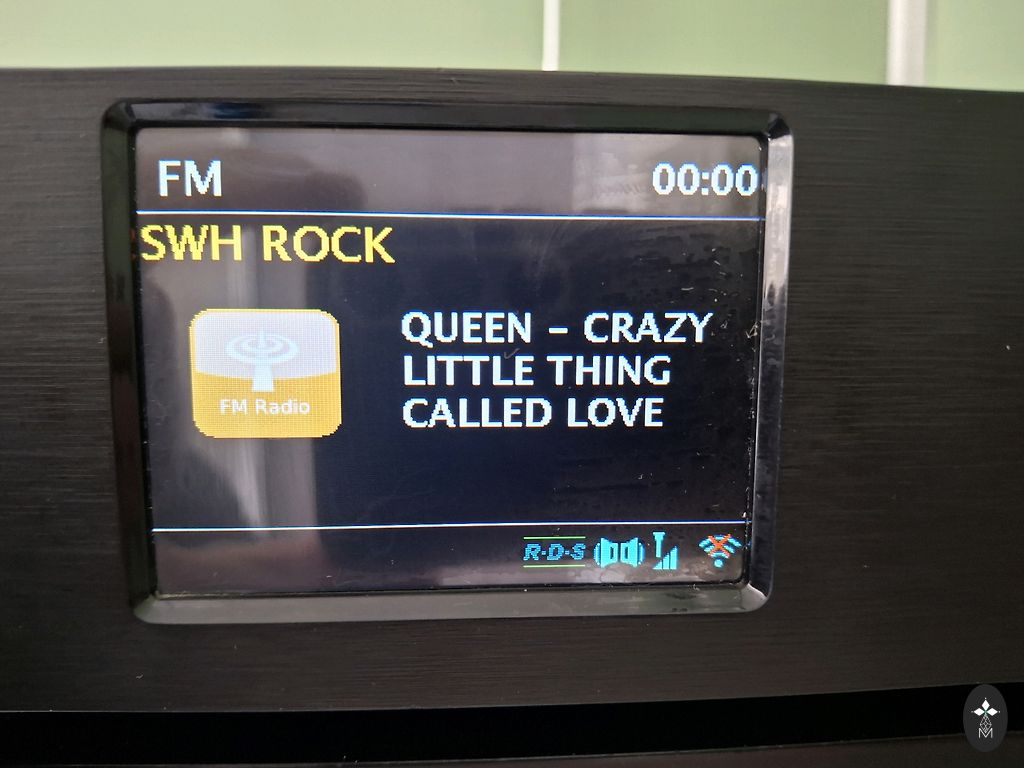 FM 00:00
SWH ROCK
QUEEN – CRAZY
LITTLE THING
CALLED LOVE
FM Radio
R·D·S
M